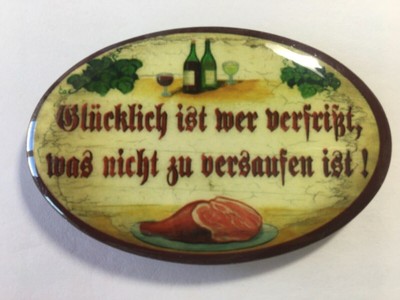 Glücklich ist wer verfrißt,
was nicht zu versaufen ist!